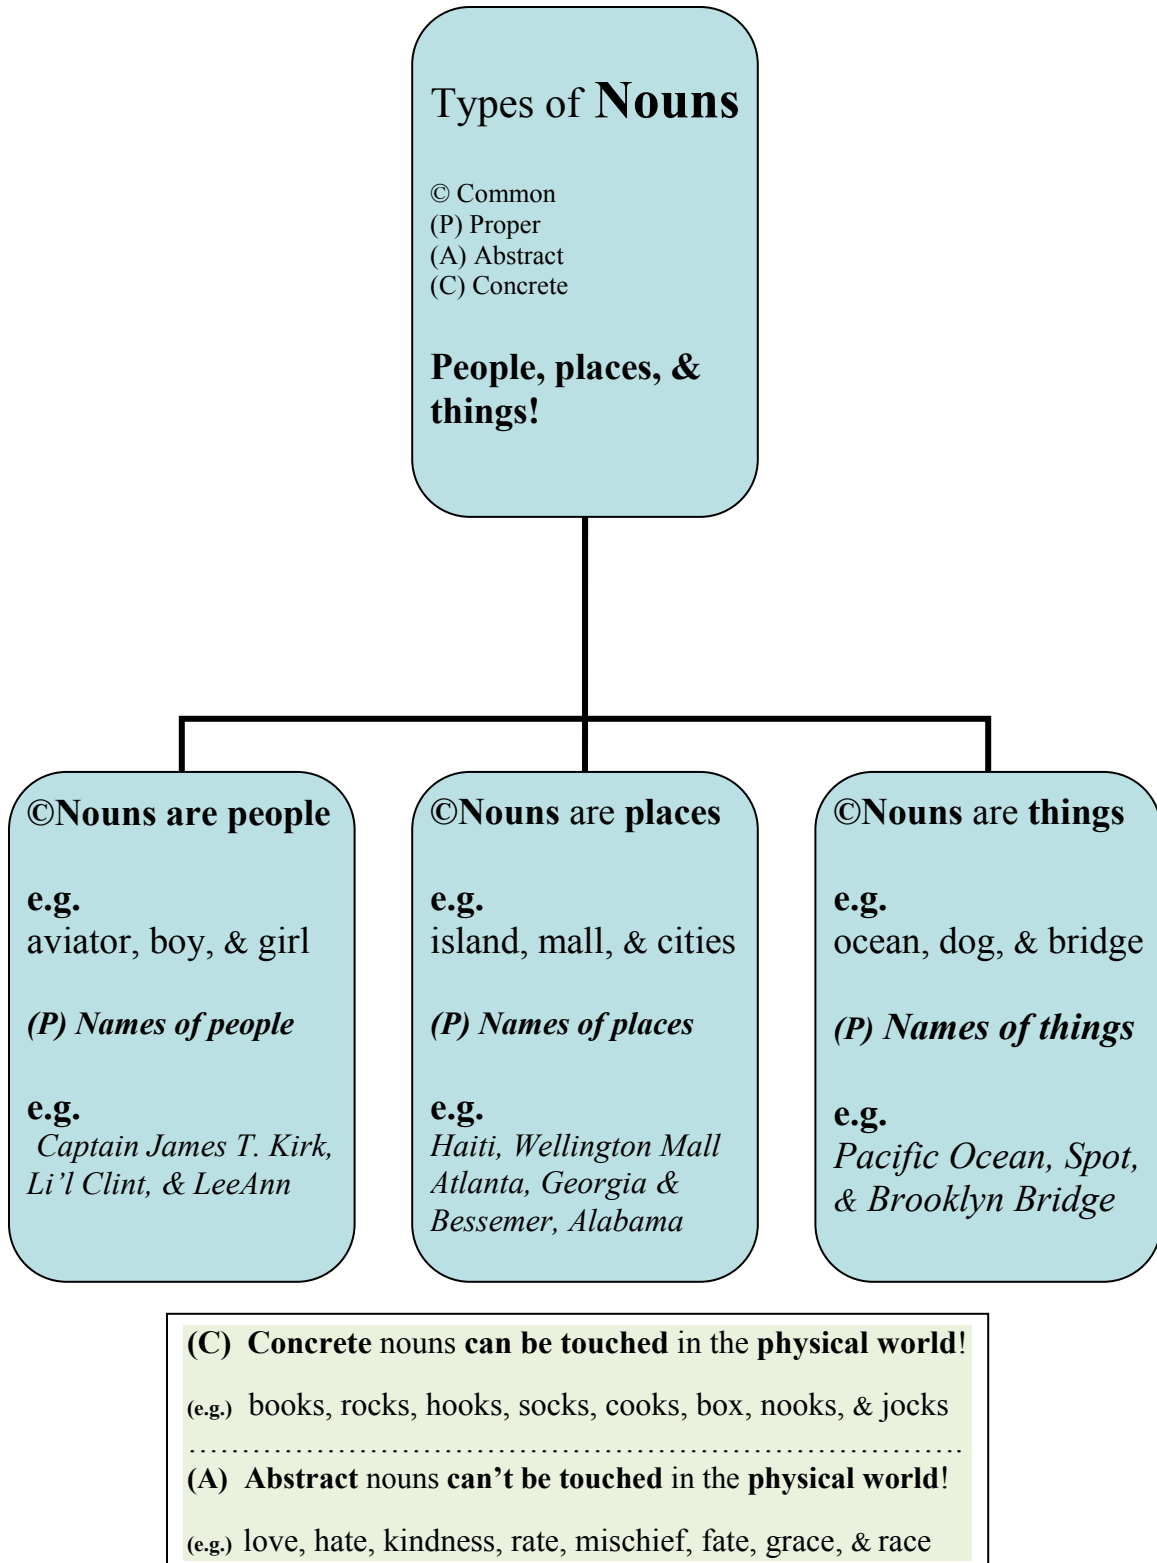 Types of Nouns
© Common
(P) Proper
(A) Abstract
(C) Concrete
People, places, &
things!
©Nouns are people
e.g.
aviator, boy, & girl
(P) Names of people
e.g.
Captain James T. Kirk,
Li’l Clint, & LeeAnn
©Nouns are places
e.g.
island, mall, & cities
(P) Names of places
e.g.
Haiti, Wellington Mall
Atlanta, Georgia &
Bessemer, Alabama
©Nouns are things
e.g.
ocean, dog, & bridge
(P) Names of things
e.g.
Pacific Ocean, Spot,
& Brooklyn Bridge
(C) Concrete nouns can be touched in the physical world!
(e.g.) books, rocks, hooks, socks, cooks, box, nooks, & jocks
……………………………………………………………….
(A) Abstract nouns can’t be touched in the physical world!
(e.g.) love, hate, kindness, rate, mischief, fate, grace, & race